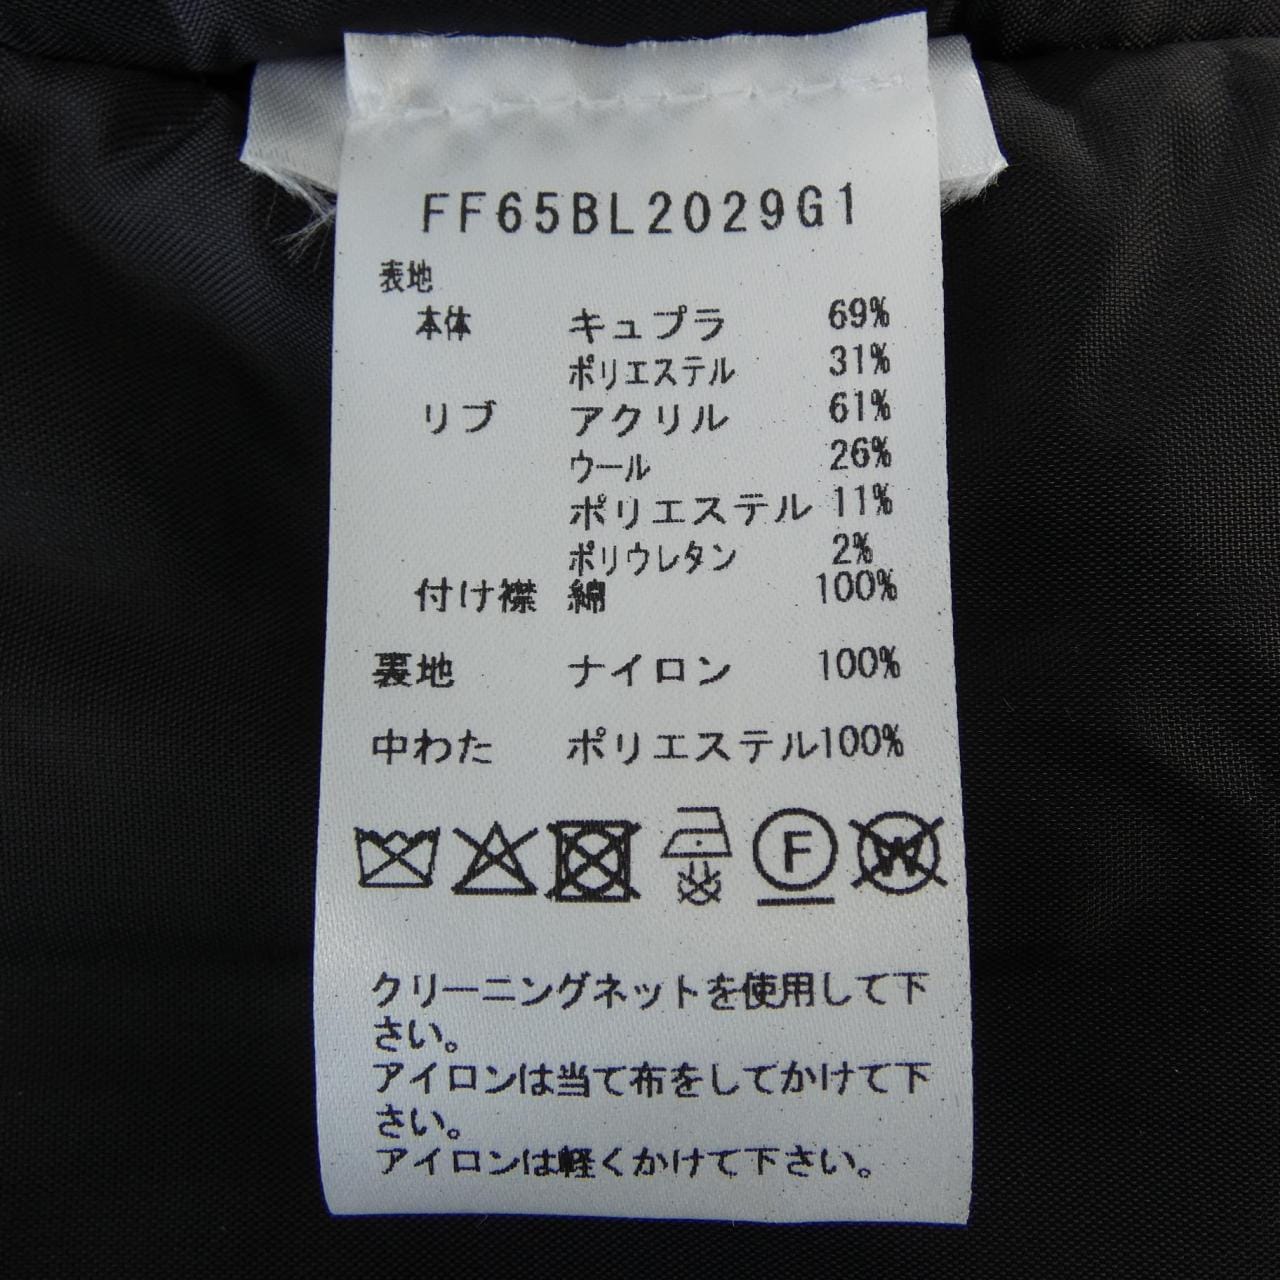 FF65BL2029G1
表地
本体 キュプラ 69%
ポリエステル 31%
リブ アクリル 61%
ウール 26%
ポリエステル 11%
ポリウレタン 2%
付け襟 綿 100%
裏地 ナイロン 100%
中わた ポリエステル100%
F W
クリーニングネットを使用して下
さい。
アイロンは当て布をしてかけて下
さい。
アイロンは軽くかけて下さい。